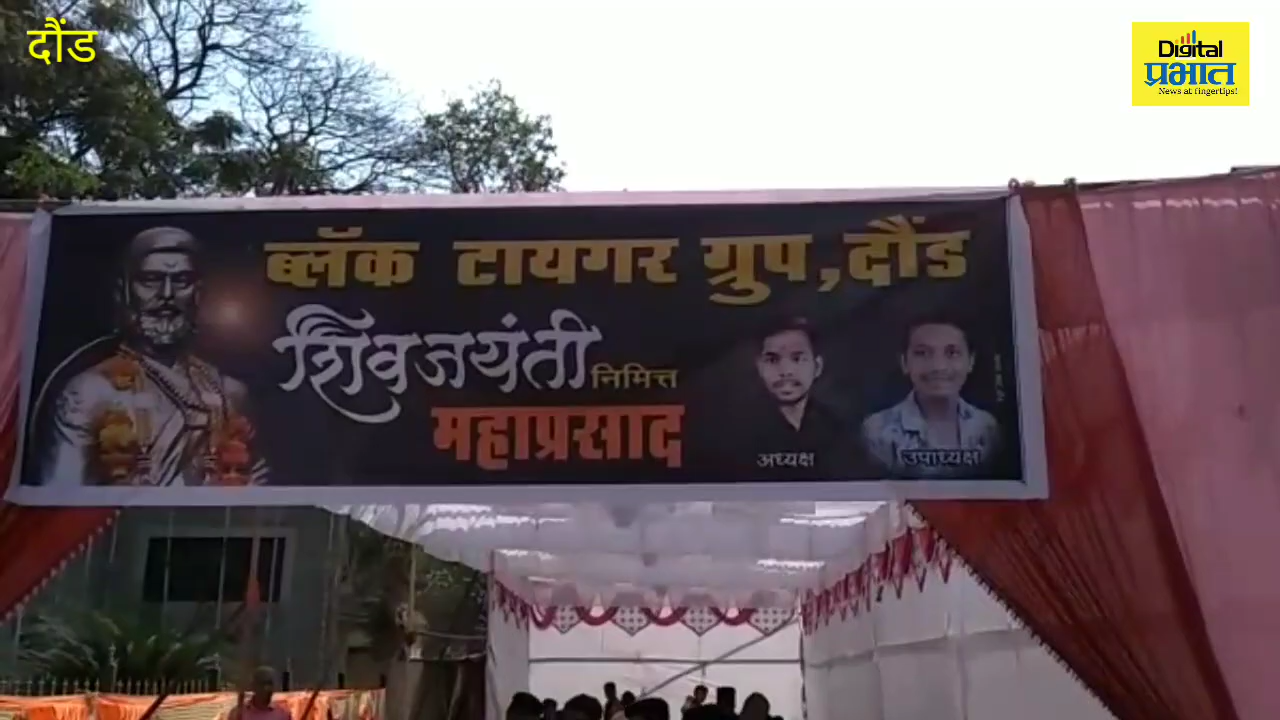 दौंड
Digital
प्रभात
News at fingertips!
ब्लॅक टायगर ग्रुप, दौंड
शिवजयंती निमित्त
महाप्रसाद
अध्यक्ष
उपाध्यक्ष